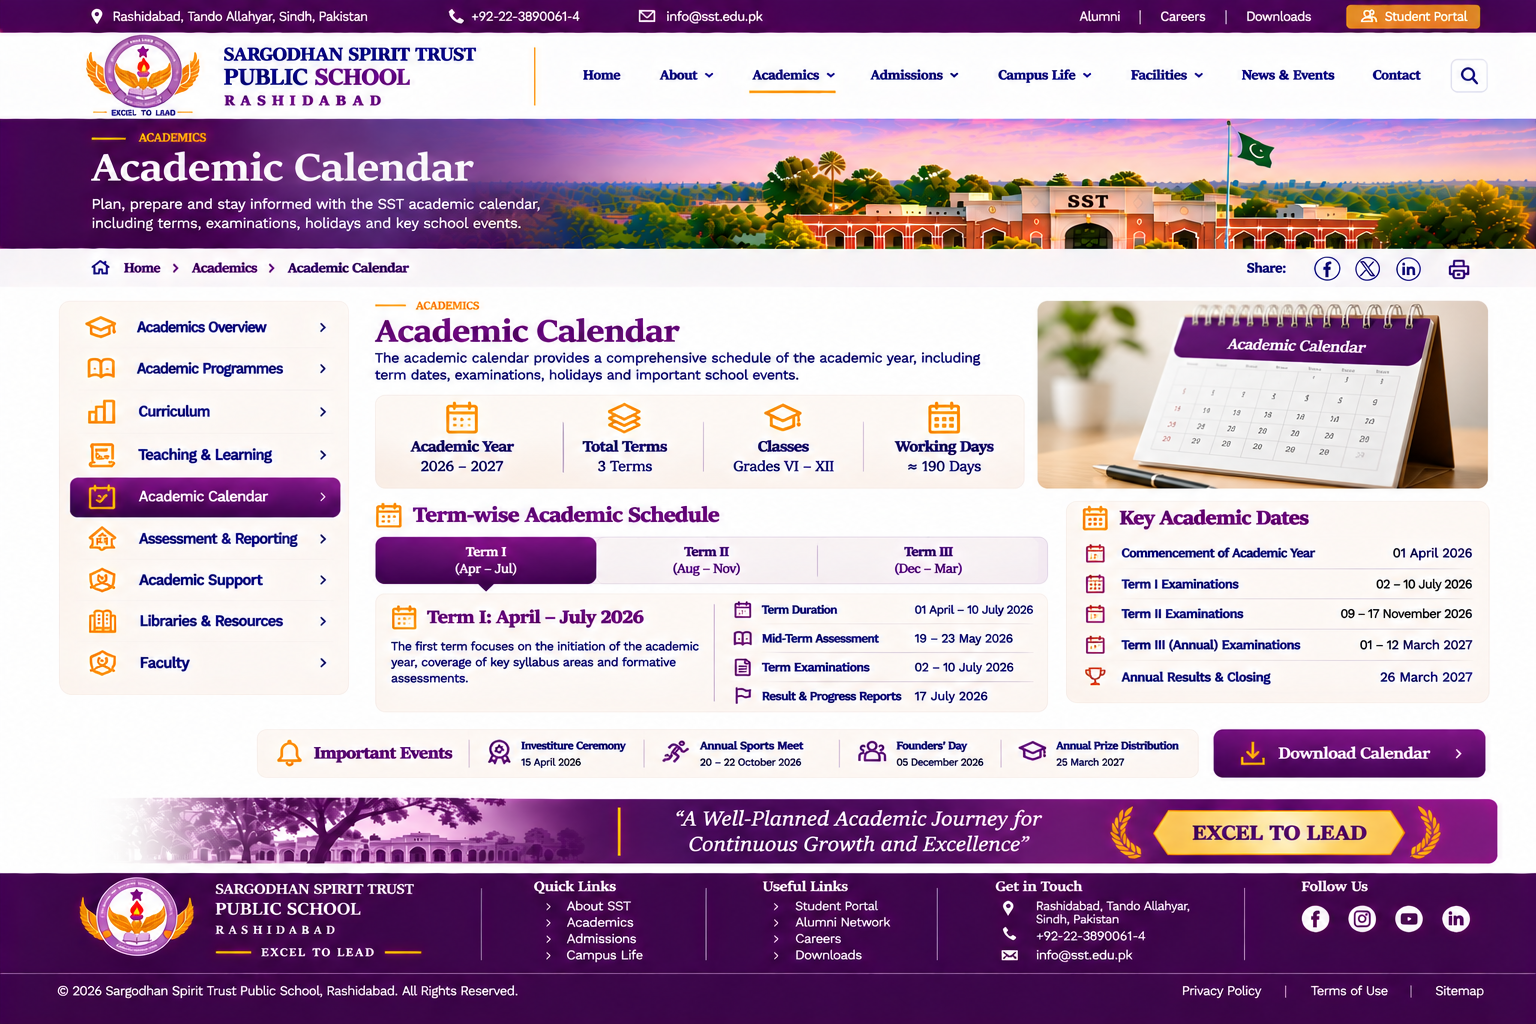 Rashidabad, Tando Allahyar, Sindh, Pakistan
+92-22-3890061-4
info@sst.edu.pk
Alumni
Careers
Downloads
Student Portal
EXCEL TO LEAD
SARGODHAN SPIRIT TRUST
PUBLIC SCHOOL
RASHIDABAD
Home
About
Academics
Admissions
Campus Life
Facilities
News & Events
Contact
ACADEMICS
Academic Calendar
Plan, prepare and stay informed with the SST academic calendar,
including terms, examinations, holidays and key school events.
SST
Home > Academics > Academic Calendar
Share:
Academics Overview
Academic Programmes
Curriculum
Teaching & Learning
Academic Calendar
Assessment & Reporting
Academic Support
Libraries & Resources
Faculty
ACADEMICS
Academic Calendar
The academic calendar provides a comprehensive schedule of the academic year, including
term dates, examinations, holidays and important school events.
Academic Year
2026 – 2027
Total Terms
3 Terms
Classes
Grades VI – XII
Working Days
≈ 190 Days
Academic Calendar
Term-wise Academic Schedule
Term I
(Apr – Jul)
Term II
(Aug – Nov)
Term III
(Dec – Mar)
Term I: April – July 2026
The first term focuses on the initiation of the academic
year, coverage of key syllabus areas and formative
assessments.
Term Duration 01 April – 10 July 2026
Mid-Term Assessment 19 – 23 May 2026
Term Examinations 02 – 10 July 2026
Result & Progress Reports 17 July 2026
Key Academic Dates
Commencement of Academic Year 01 April 2026
Term I Examinations 02 – 10 July 2026
Term II Examinations 09 – 17 November 2026
Term III (Annual) Examinations 01 – 12 March 2027
Annual Results & Closing 26 March 2027
Important Events
Investiture Ceremony
15 April 2026
Annual Sports Meet
20 – 22 October 2026
Founders' Day
05 December 2026
Annual Prize Distribution
25 March 2027
Download Calendar
“A Well-Planned Academic Journey for
Continuous Growth and Excellence”
EXCEL TO LEAD
SARGODHAN SPIRIT TRUST
PUBLIC SCHOOL
RASHIDABAD
EXCEL TO LEAD
Quick Links
About SST
Academics
Admissions
Campus Life
Useful Links
Student Portal
Alumni Network
Careers
Downloads
Get in Touch
Rashidabad, Tando Allahyar,
Sindh, Pakistan
+92-22-3890061-4
info@sst.edu.pk
Follow Us
© 2026 Sargodhan Spirit Trust Public School, Rashidabad. All Rights Reserved.
Privacy Policy
Terms of Use
Sitemap